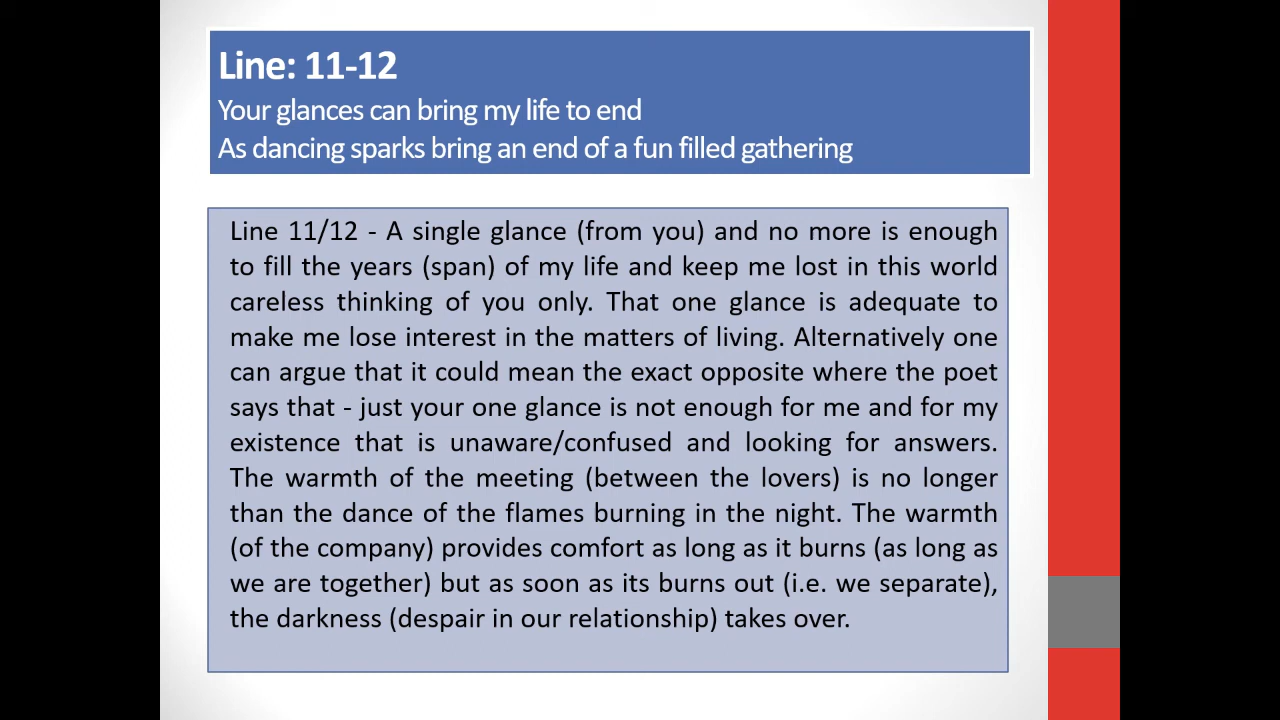 Line: 11-12
Your glances can bring my life to end
As dancing sparks bring an end of a fun filled gathering
Line 11/12 - A single glance (from you) and no more is enough
to fill the years (span) of my life and keep me lost in this world
careless thinking of you only. That one glance is adequate to
make me lose interest in the matters of living. Alternatively one
can argue that it could mean the exact opposite where the poet
says that - just your one glance is not enough for me and for my
existence that is unaware/confused and looking for answers.
The warmth of the meeting (between the lovers) is no longer
than the dance of the flames burning in the night. The warmth
(of the company) provides comfort as long as it burns (as long as
we are together) but as soon as its burns out (i.e. we separate),
the darkness (despair in our relationship) takes over.